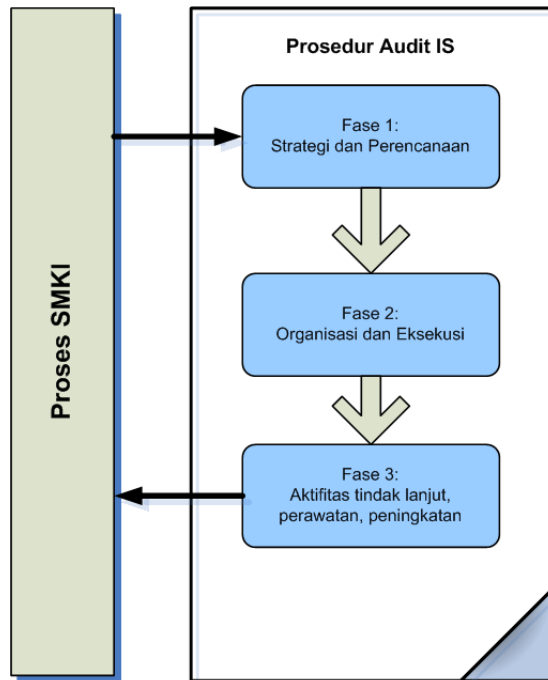 Prosedur Audit IS
Fase 1:
Strategi dan Perencanaan
Fase 2:
Organisasi dan Eksekusi
Fase 3:
Aktifitas tindak lanjut,
perawatan, peningkatan
Proses SMKI